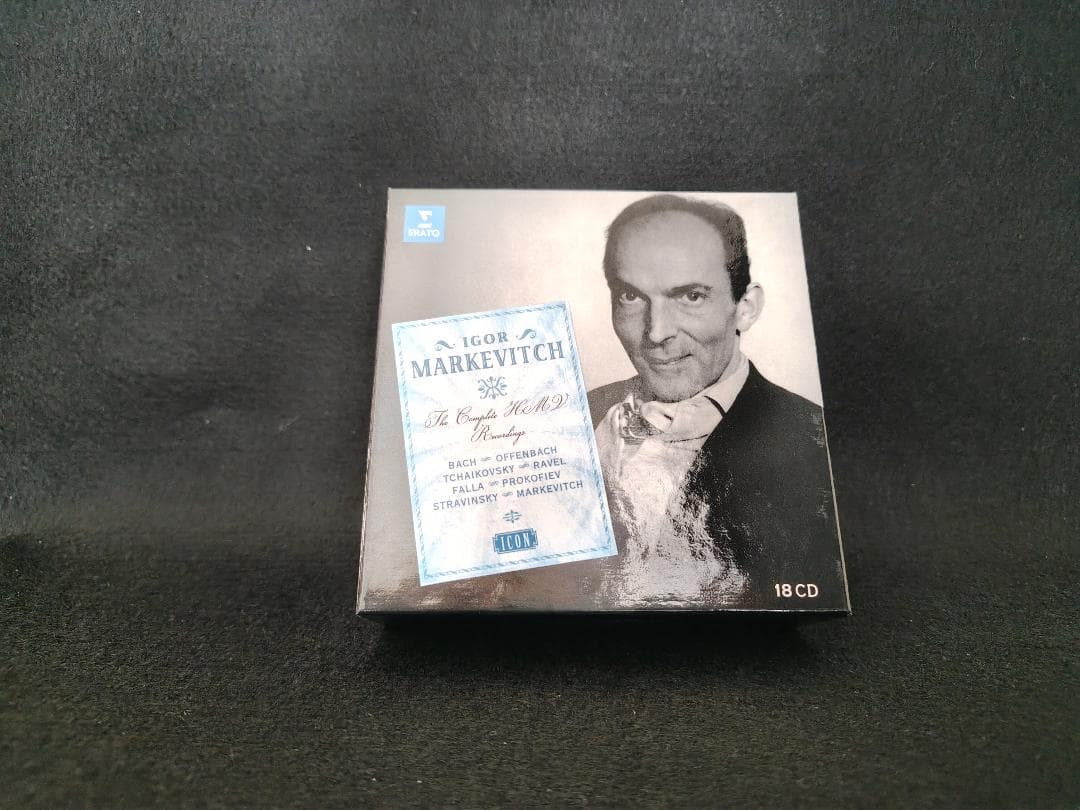 ERATO
IGOR
MARKEVITCH
The Complete HMV
Recordings
BACH OFFENBACH
TCHAIKOVSKY RAVEL
FALLA PROKOFIEV
STRAVINSKY MARKEVITCH
ICON
18 CD